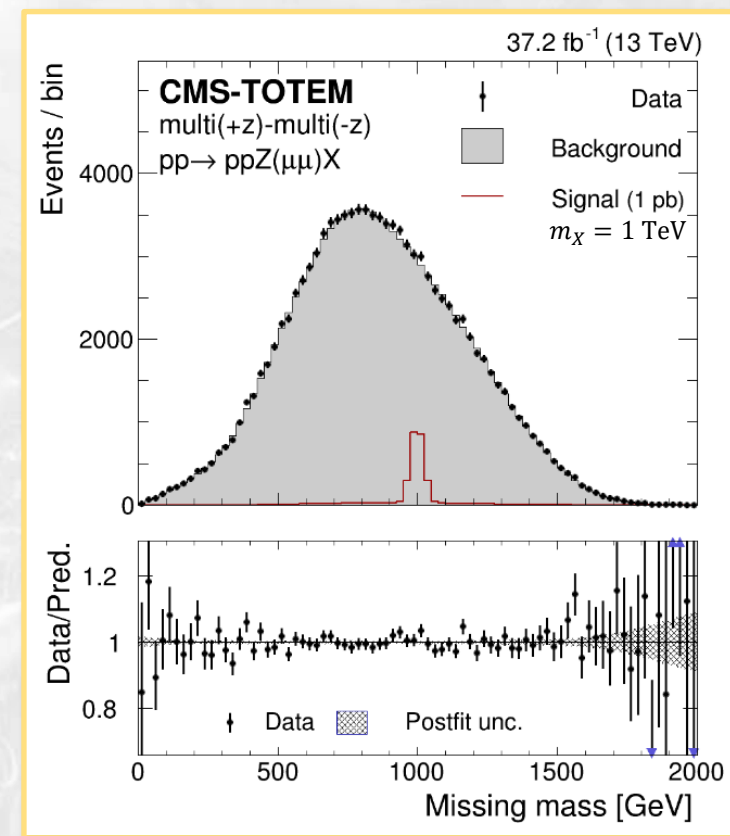 37.2 fb⁻¹ (13 TeV)
Events / bin
CMS-TOTEM
multi(+z)-multi(-z)
pp→ ppZ(μμ)X
Data
Background
Signal (1 pb)
m_X = 1 TeV
4000
2000
0
Data/Pred.
1.2
1
0.8
Data
Postfit unc.
0 500 1000 1500 2000
Missing mass [GeV]